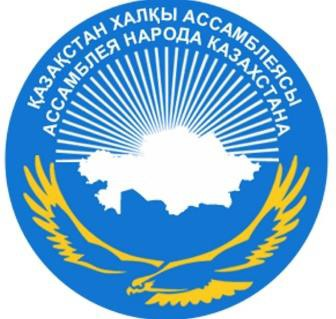 ҚАЗАҚСТАН ХАЛҚЫ АССАМБЛЕЯСЫ
АССАМБЛЕЯ НАРОДА КАЗАХСТАНА